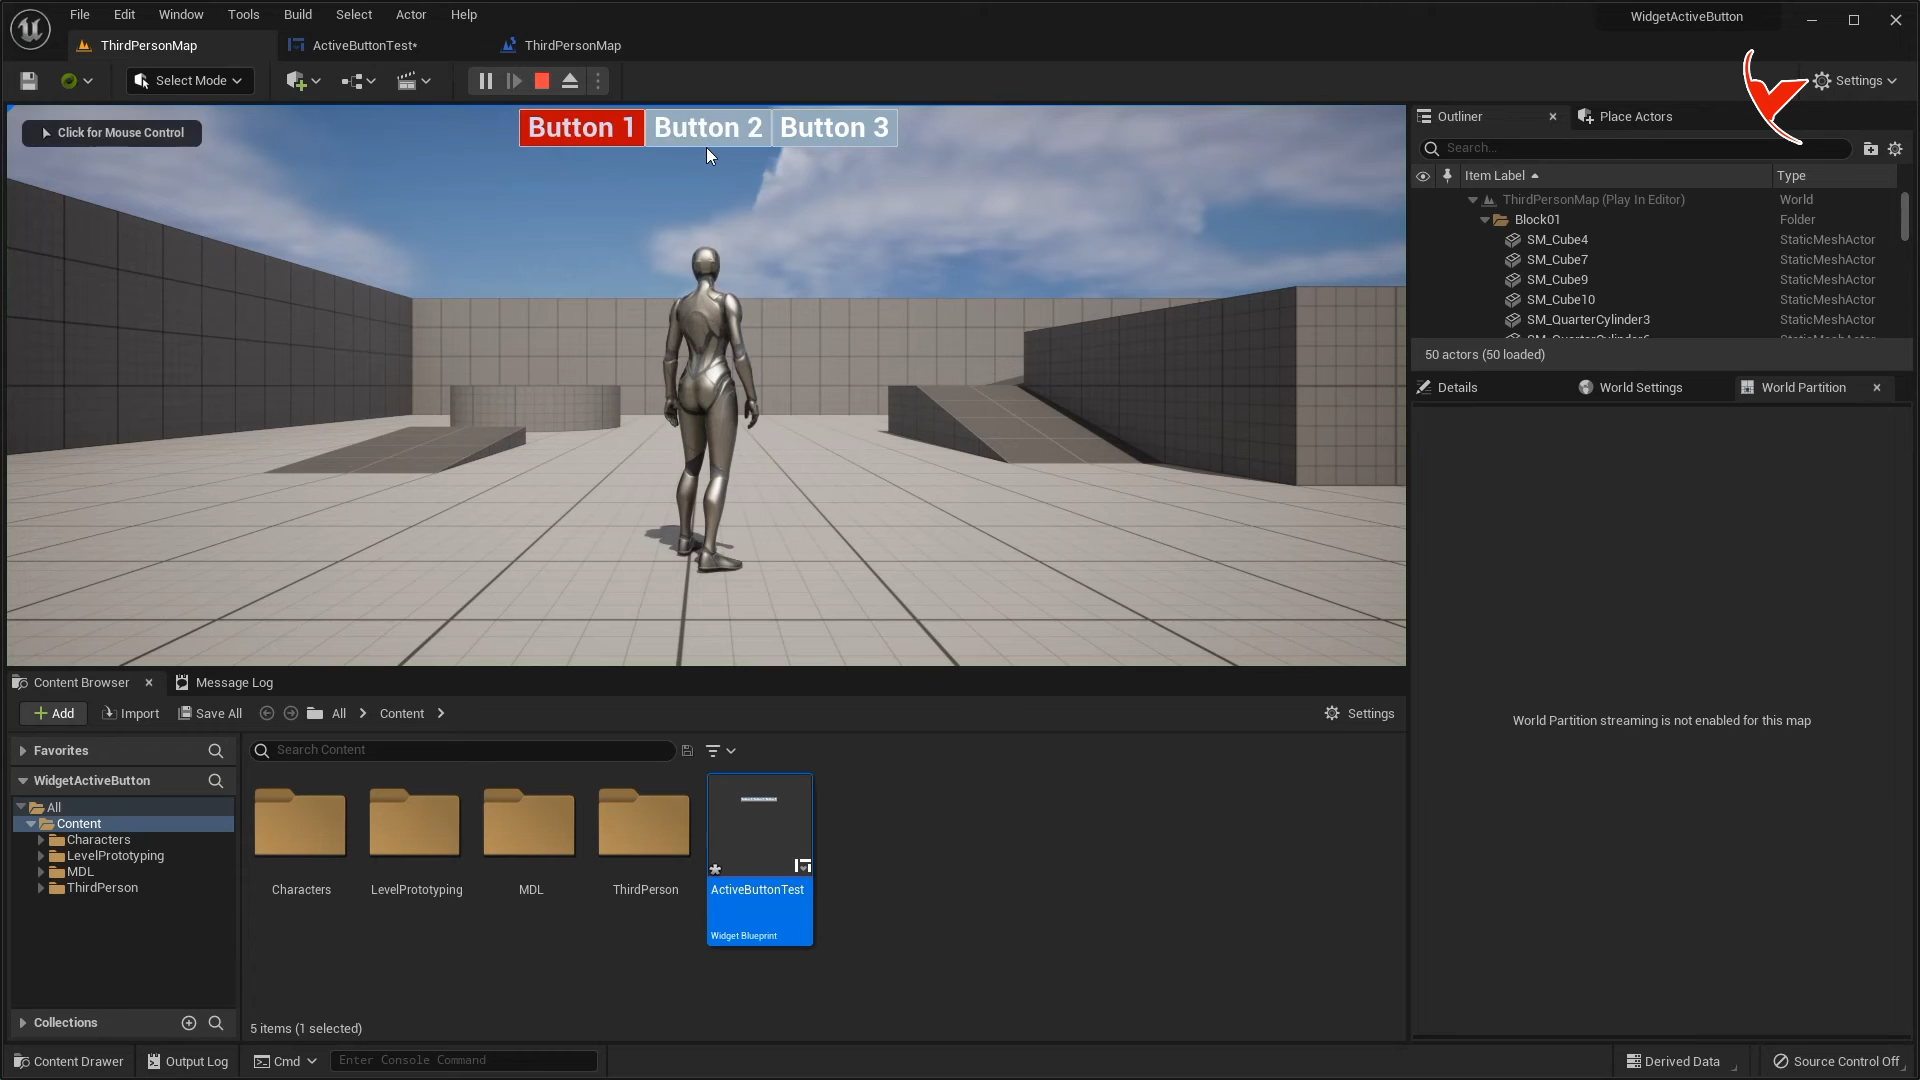 File Edit Window Tools Build Select Actor Help
WidgetActiveButton
ThirdPersonMap
ActiveButtonTest*
ThirdPersonMap
Select Mode
Settings
Click for Mouse Control
Button 1
Button 2
Button 3
Outliner
Place Actors
Search...
Item Label
Type
ThirdPersonMap (Play In Editor)
World
Block01
Folder
SM_Cube4
StaticMeshActor
SM_Cube7
StaticMeshActor
SM_Cube9
StaticMeshActor
SM_Cube10
StaticMeshActor
SM_QuarterCylinder3
StaticMeshActor
50 actors (50 loaded)
Details
World Settings
World Partition
World Partition streaming is not enabled for this map
Content Browser
Message Log
Add
Import
Save All
All
Content
Settings
Favorites
Search Content
WidgetActiveButton
All
Content
Characters
LevelPrototyping
MDL
ThirdPerson
Characters
LevelPrototyping
MDL
ThirdPerson
ActiveButtonTest
Widget Blueprint
Collections
5 items (1 selected)
Content Drawer
Output Log
Cmd
Enter Console Command
Derived Data
Source Control Off